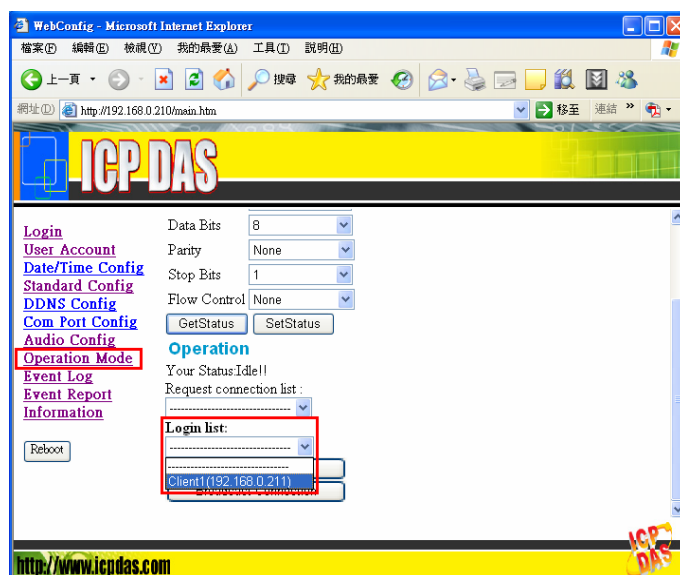 WebConfig - Microsoft Internet Explorer
檔案(F) 編輯(E) 檢視(V) 我的最愛(A) 工具(T) 說明(H)
上一頁 搜尋 我的最愛
網址(D) http://192.168.0.210/main.htm 移至 連結 »
ICP DAS
Login
User Account
Date/Time Config
Standard Config
DDNS Config
Com Port Config
Audio Config
Operation Mode
Event Log
Event Report
Information
Reboot
Data Bits 8
Parity None
Stop Bits 1
Flow Control None
GetStatus SetStatus
Operation
Your Status:Idle!!
Request connection list :
--------------------------------
Login list:
--------------------------------
--------------------------------
Client1(192.168.0.211)
http://www.icpdas.com
ICP DAS